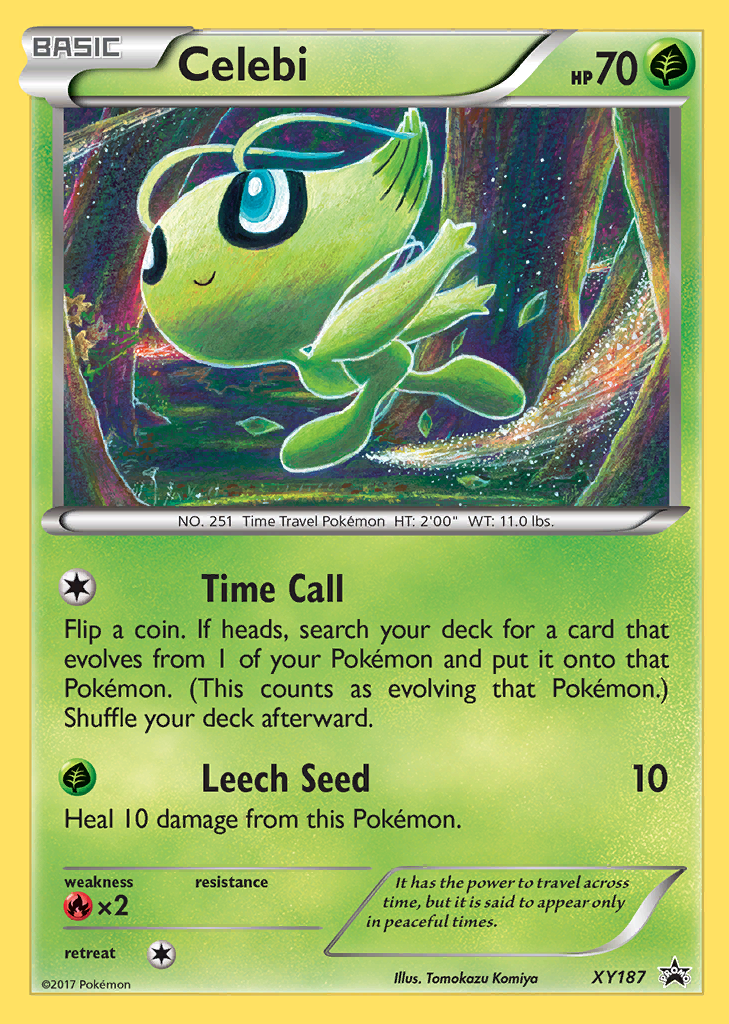 BASIC
Celebi
HP 70
NO. 251 Time Travel Pokémon HT: 2'00" WT: 11.0 lbs.
Time Call
Flip a coin. If heads, search your deck for a card that
evolves from 1 of your Pokémon and put it onto that
Pokémon. (This counts as evolving that Pokémon.)
Shuffle your deck afterward.
Leech Seed 10
Heal 10 damage from this Pokémon.
weakness resistance
×2
It has the power to travel across
time, but it is said to appear only
in peaceful times.
retreat
©2017 Pokémon
Illus. Tomokazu Komiya
XY187
PROMO